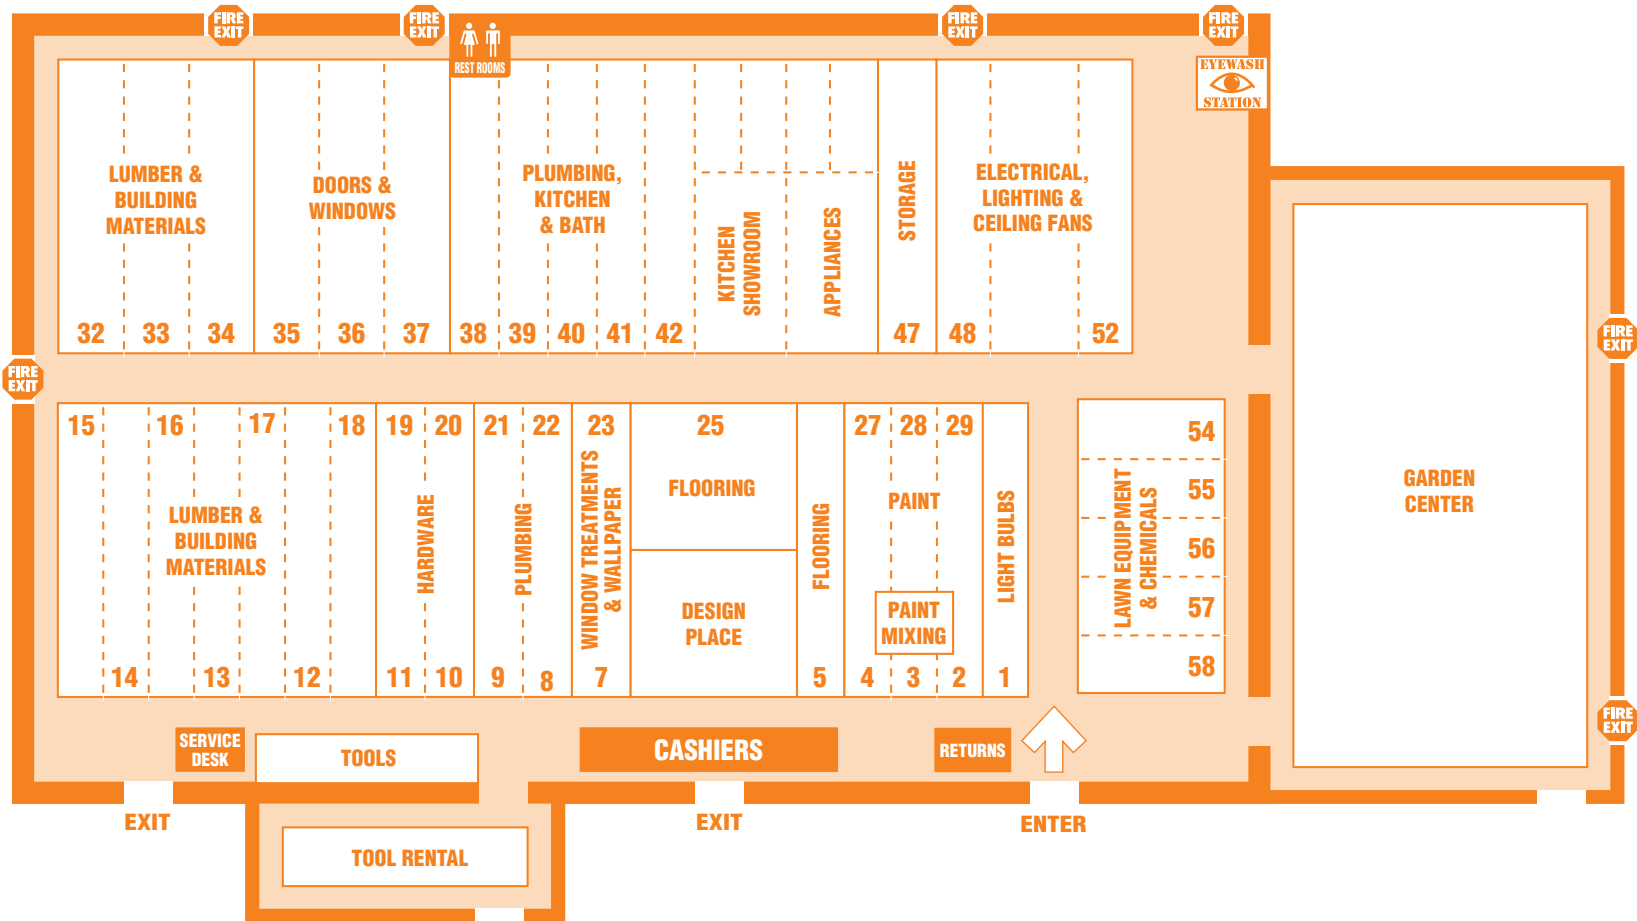 FIRE
EXIT
FIRE
EXIT
REST ROOMS
FIRE
EXIT
FIRE
EXIT
EYEWASH
STATION
LUMBER &
BUILDING
MATERIALS
DOORS &
WINDOWS
PLUMBING,
KITCHEN
& BATH
KITCHEN
SHOWROOM
APPLIANCES
STORAGE
ELECTRICAL,
LIGHTING &
CEILING FANS
32 33 34 35 36 37 38 39 40 41 42 47 48 52
FIRE
EXIT
FIRE
EXIT
15 16 17 18 19 20 21 22 23 25 27 28 29
LUMBER &
BUILDING
MATERIALS
HARDWARE
PLUMBING
WINDOW TREATMENTS
& WALLPAPER
FLOORING
DESIGN
PLACE
FLOORING
PAINT
PAINT
MIXING
LIGHT BULBS
LAWN EQUIPMENT
& CHEMICALS
54
55
56
57
58
GARDEN
CENTER
14 13 12 11 10 9 8 7 5 4 3 2 1
FIRE
EXIT
SERVICE
DESK
TOOLS
CASHIERS
RETURNS
EXIT
EXIT
ENTER
TOOL RENTAL